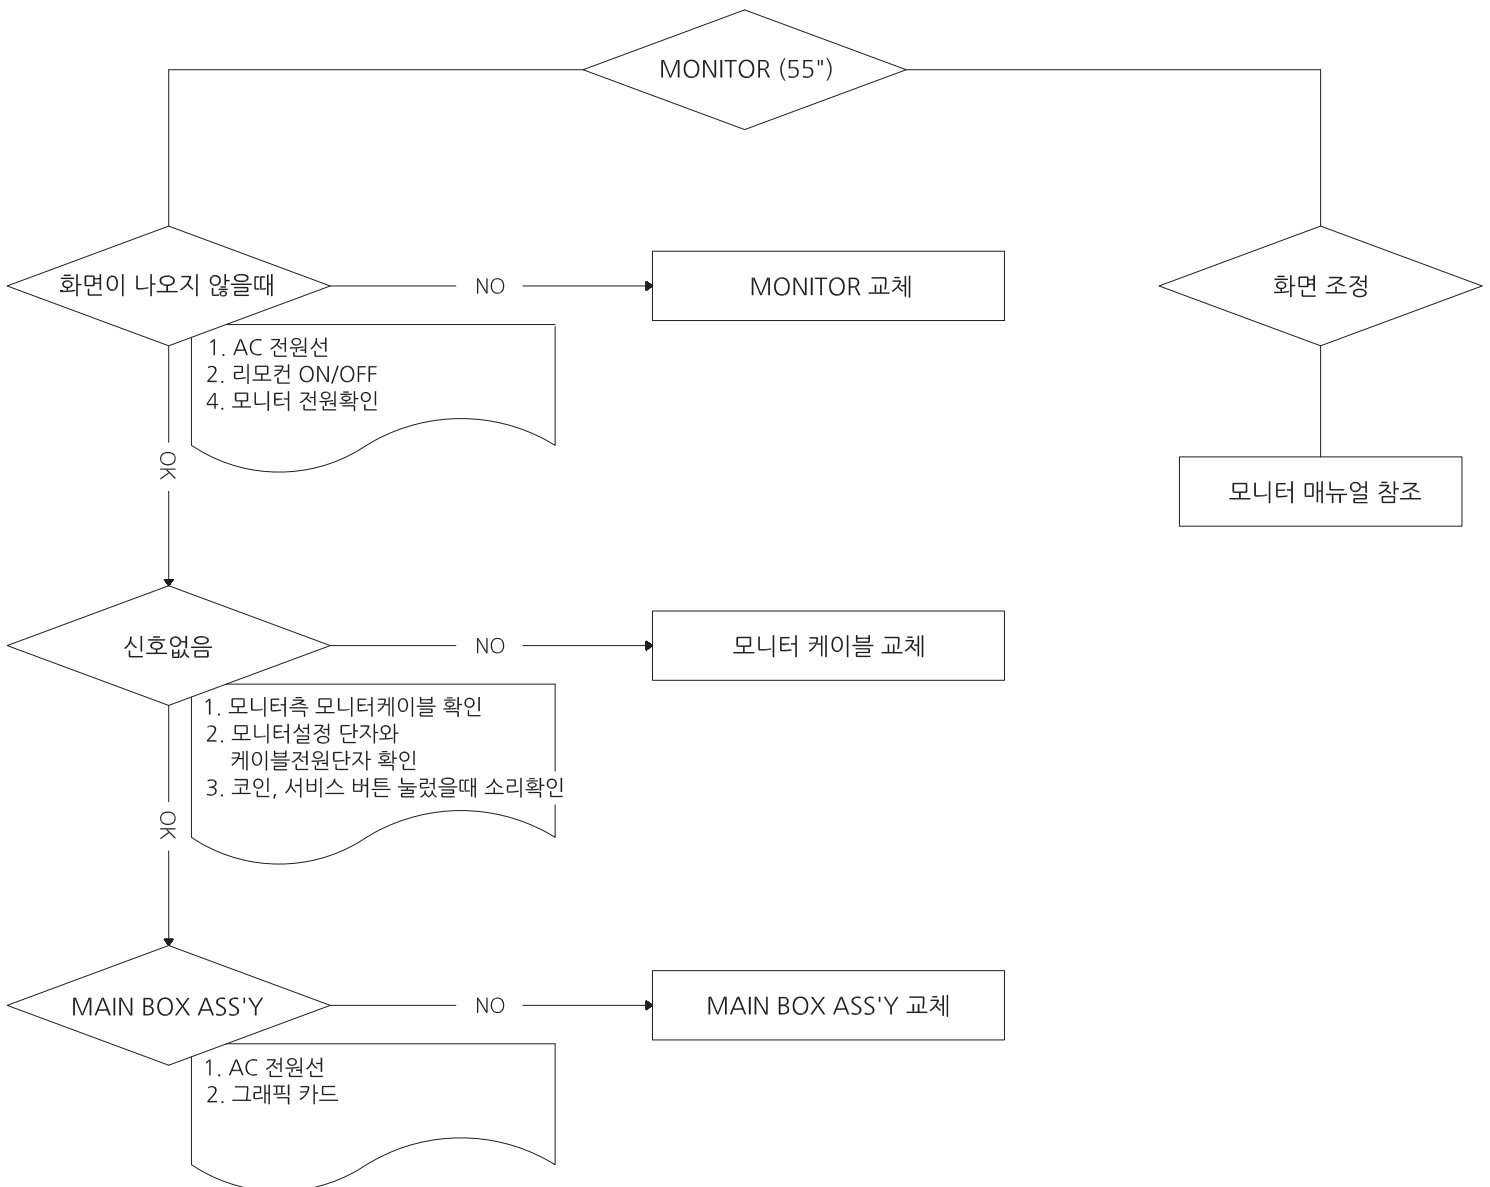 MONITOR (55")
화면이 나오지 않을때
NO
MONITOR 교체
화면 조정
1. AC 전원선
2. 리모컨 ON/OFF
4. 모니터 전원확인
OK
모니터 매뉴얼 참조
신호없음
NO
모니터 케이블 교체
1. 모니터측 모니터케이블 확인
2. 모니터설정 단자와
케이블전원단자 확인
3. 코인, 서비스 버튼 눌렀을때 소리확인
OK
MAIN BOX ASS'Y
NO
MAIN BOX ASS'Y 교체
1. AC 전원선
2. 그래픽 카드